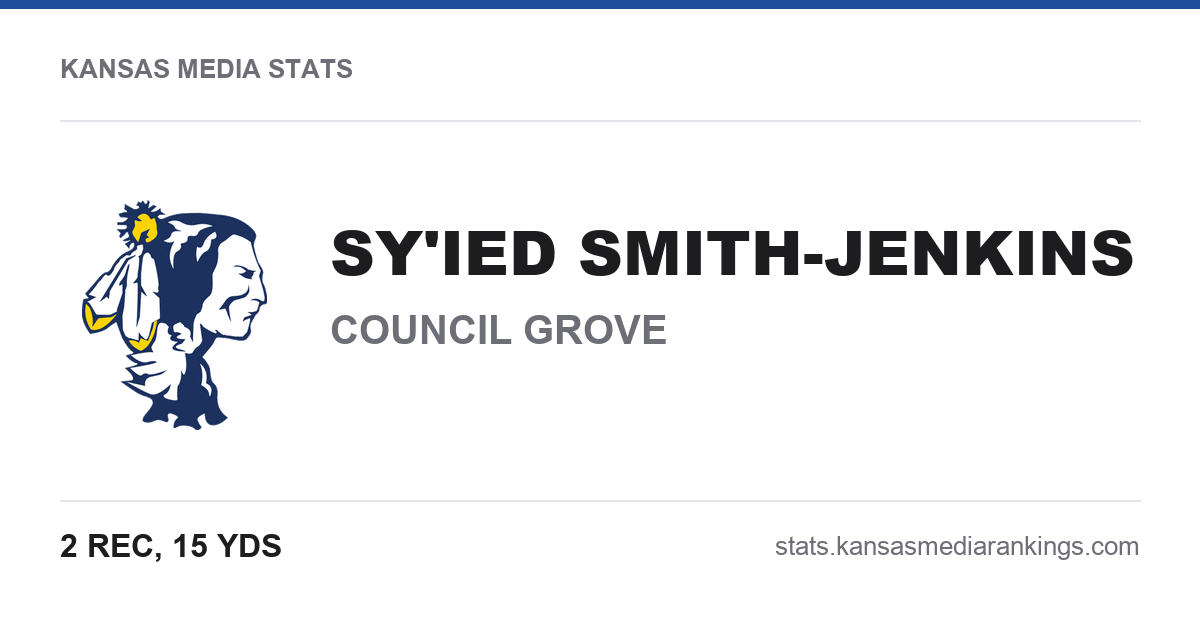 KANSAS MEDIA STATS
SY'IED SMITH-JENKINS
COUNCIL GROVE
2 REC, 15 YDS
stats.kansasmediarankings.com